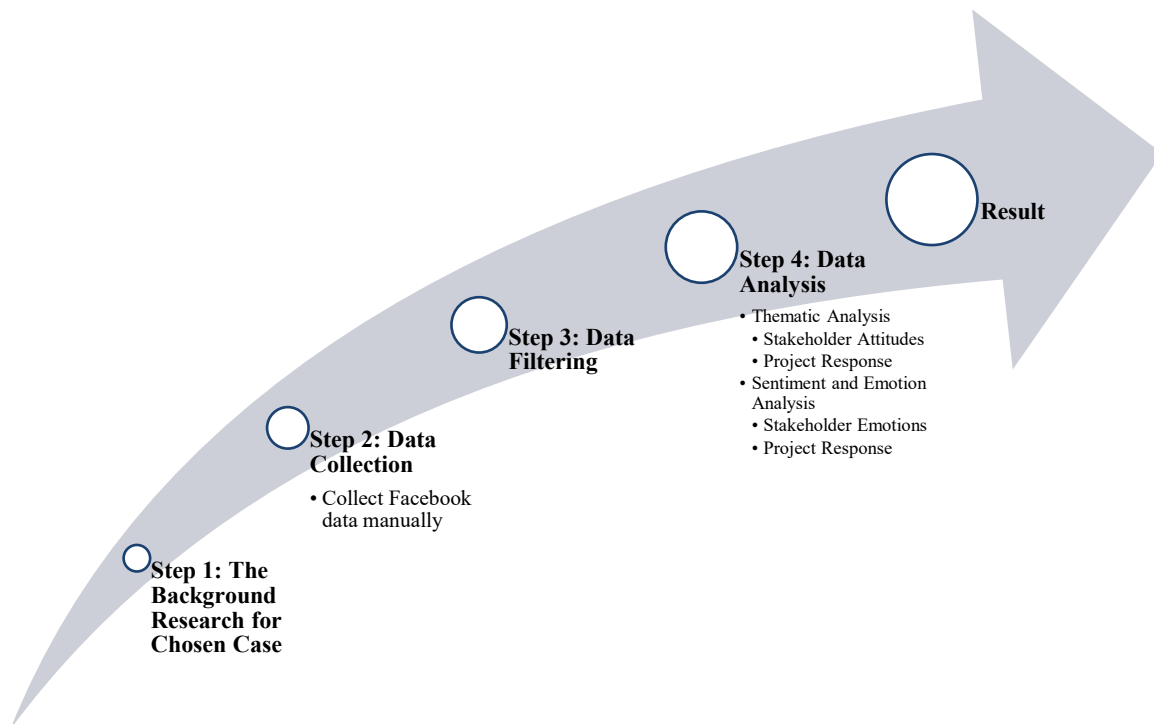 Step 1: The
Background
Research for
Chosen Case
Step 2: Data
Collection
• Collect Facebook
data manually
Step 3: Data
Filtering
Step 4: Data
Analysis
• Thematic Analysis
• Stakeholder Attitudes
• Project Response
• Sentiment and Emotion
Analysis
• Stakeholder Emotions
• Project Response
Result